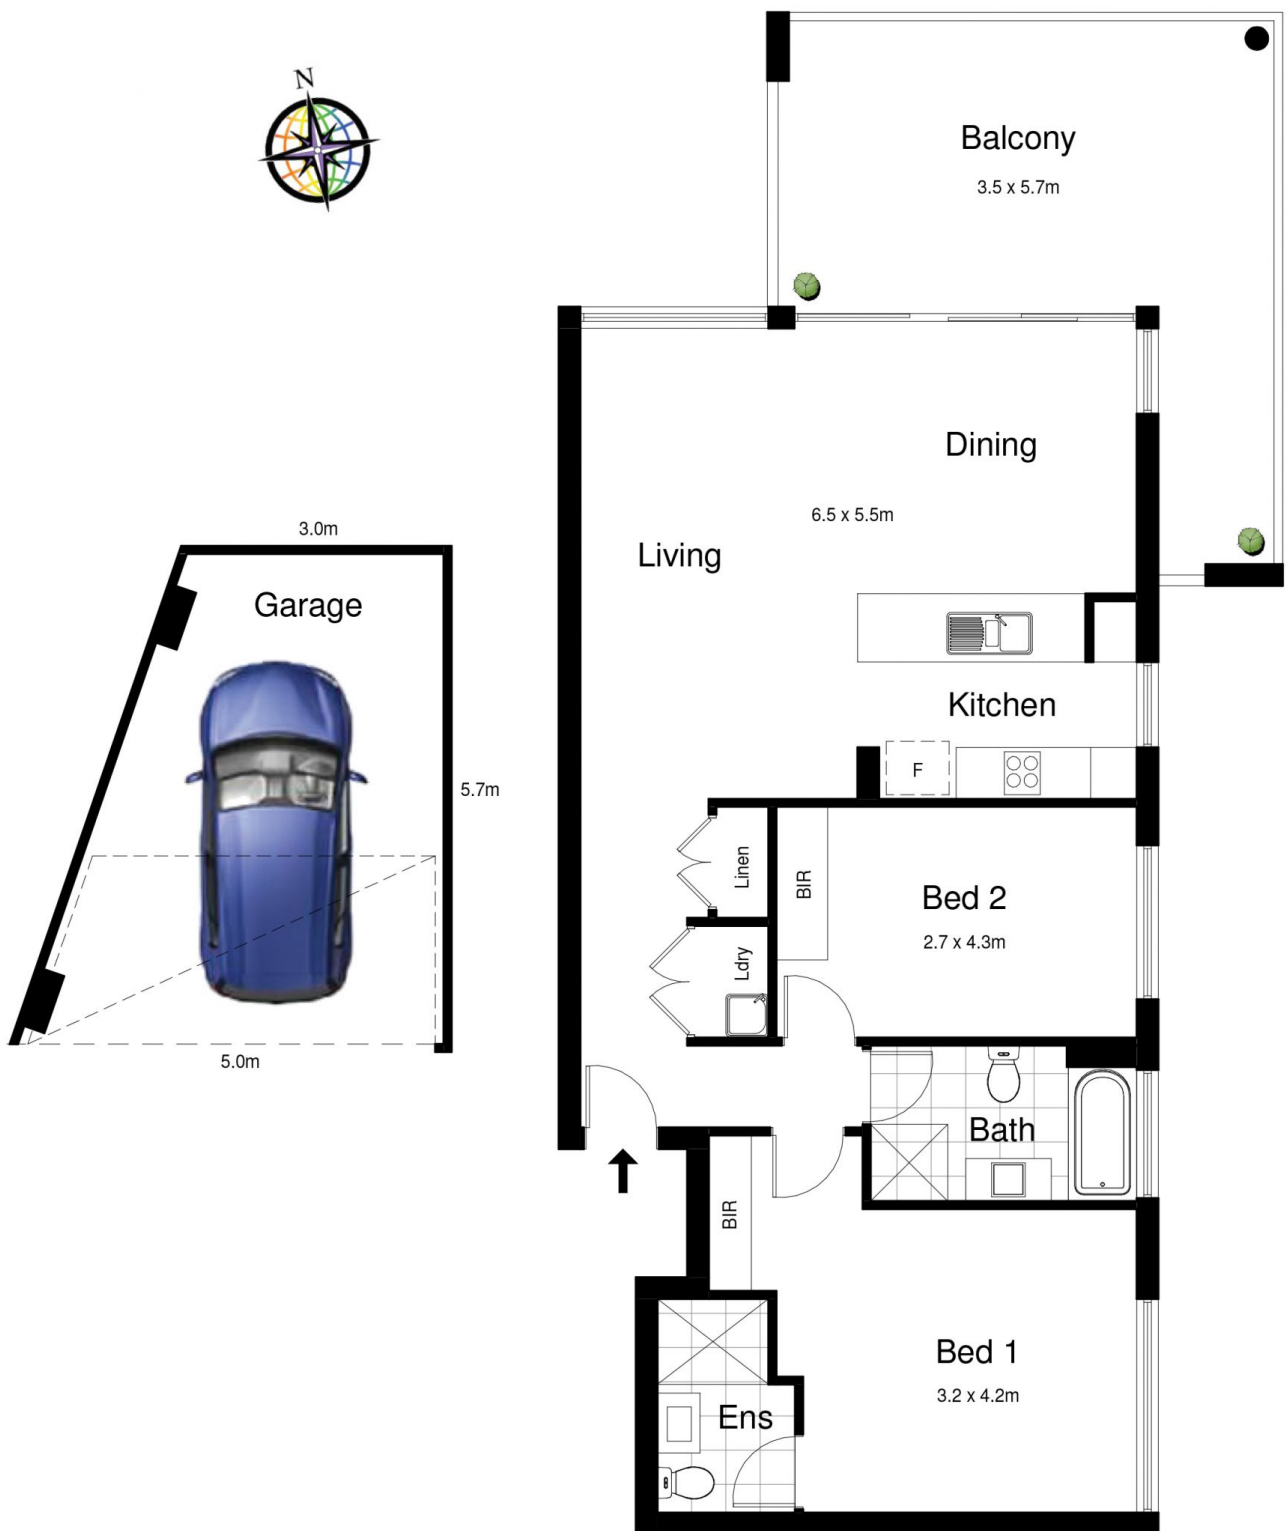 N
Balcony
3.5 x 5.7m
Dining
6.5 x 5.5m
Living
3.0m
Garage
5.7m
5.0m
Kitchen
F
Linen
BIR
Bed 2
2.7 x 4.3m
Ldry
Bath
BIR
Bed 1
3.2 x 4.2m
Ens